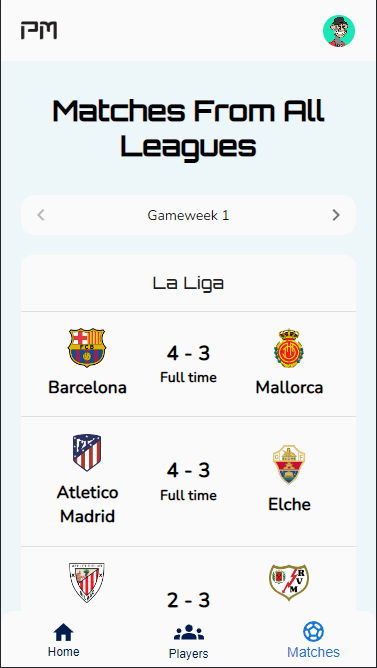 PM
Matches From All
Leagues
Gameweek 1
La Liga
FCB
4 - 3
Full time
Barcelona
Mallorca
4 - 3
Full time
Atletico
Madrid
Elche
2 - 3
Home
Players
Matches